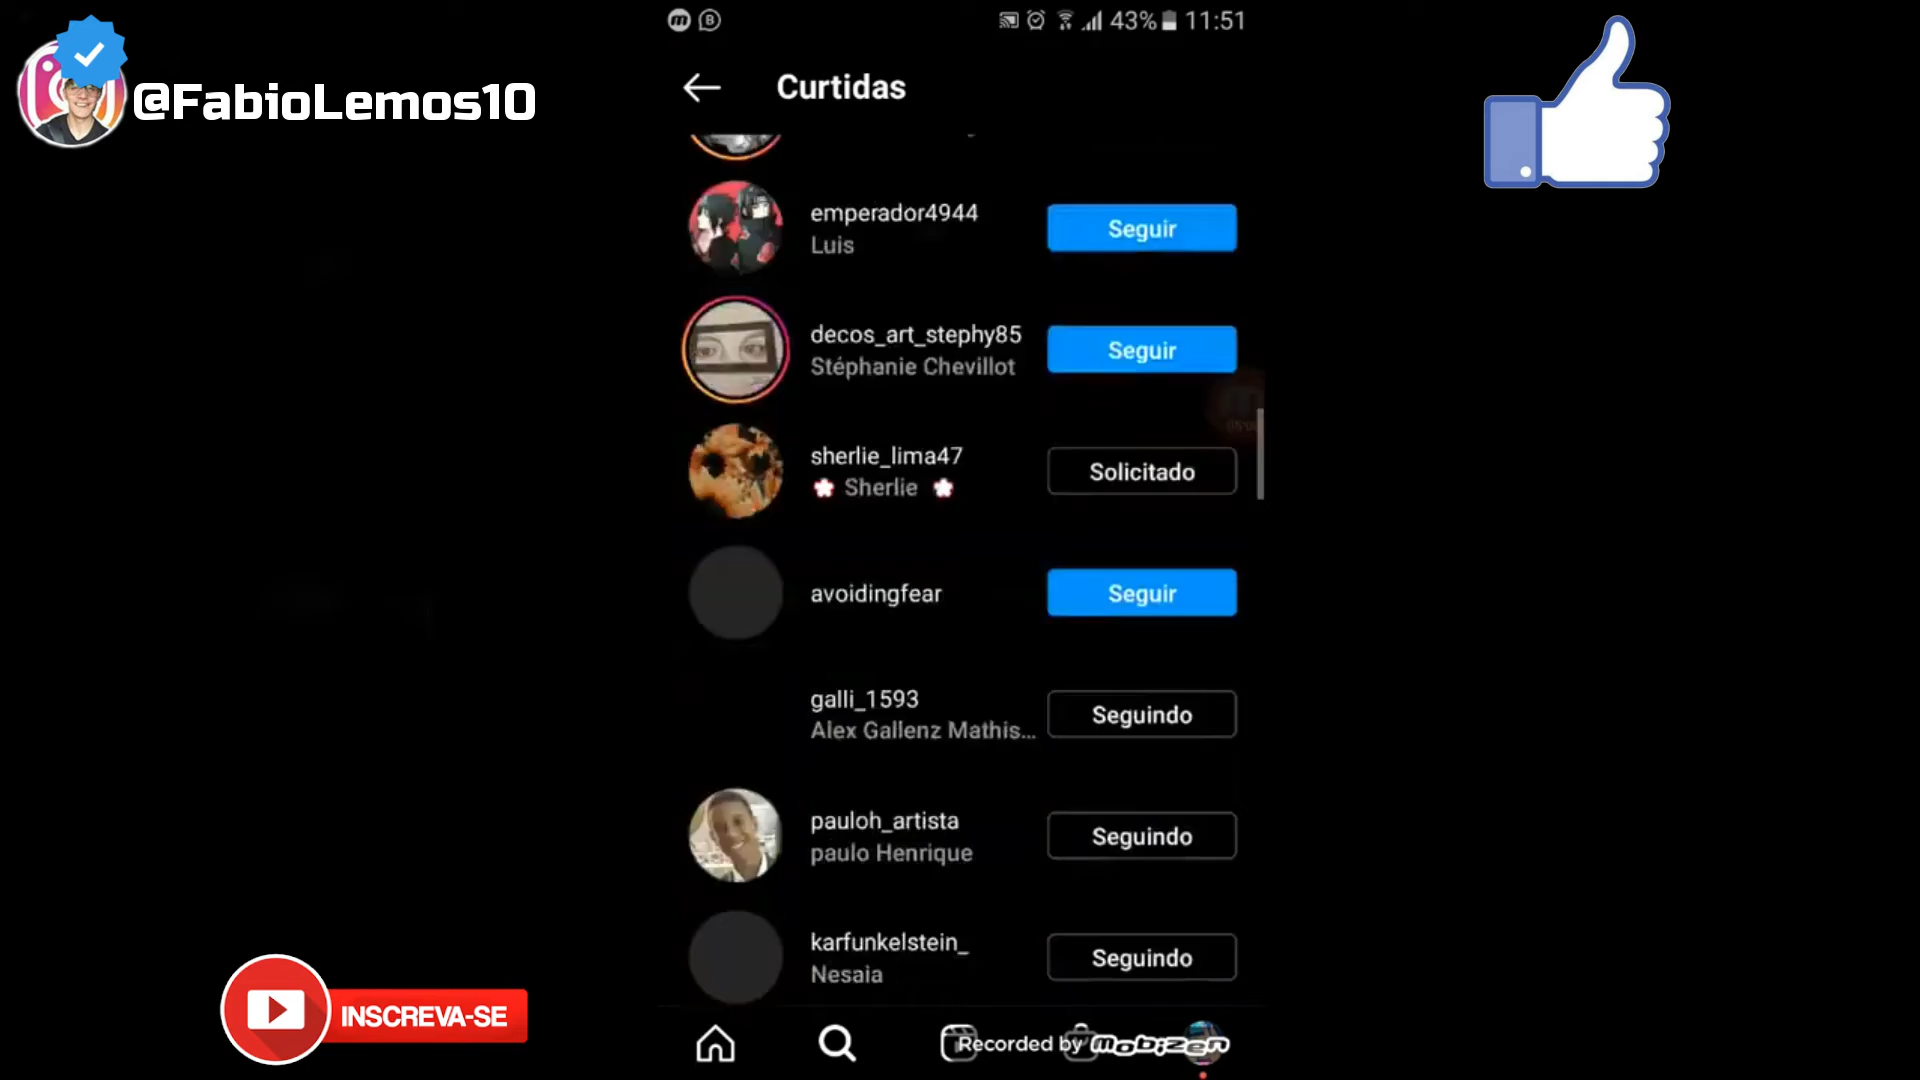 @FabioLemos10
43% 11:51
Curtidas
emperador4944
Luis
Seguir
decos_art_stephy85
Stéphanie Chevillot
Seguir
sherlie_lima47
Sherlie
Solicitado
avoidingfear
Seguir
galli_1593
Alex Gallenz Mathis...
Seguindo
pauloh_artista
paulo Henrique
Seguindo
karfunkelstein_
Nesaia
Seguindo
INSCREVA-SE
Recorded by Mobizen